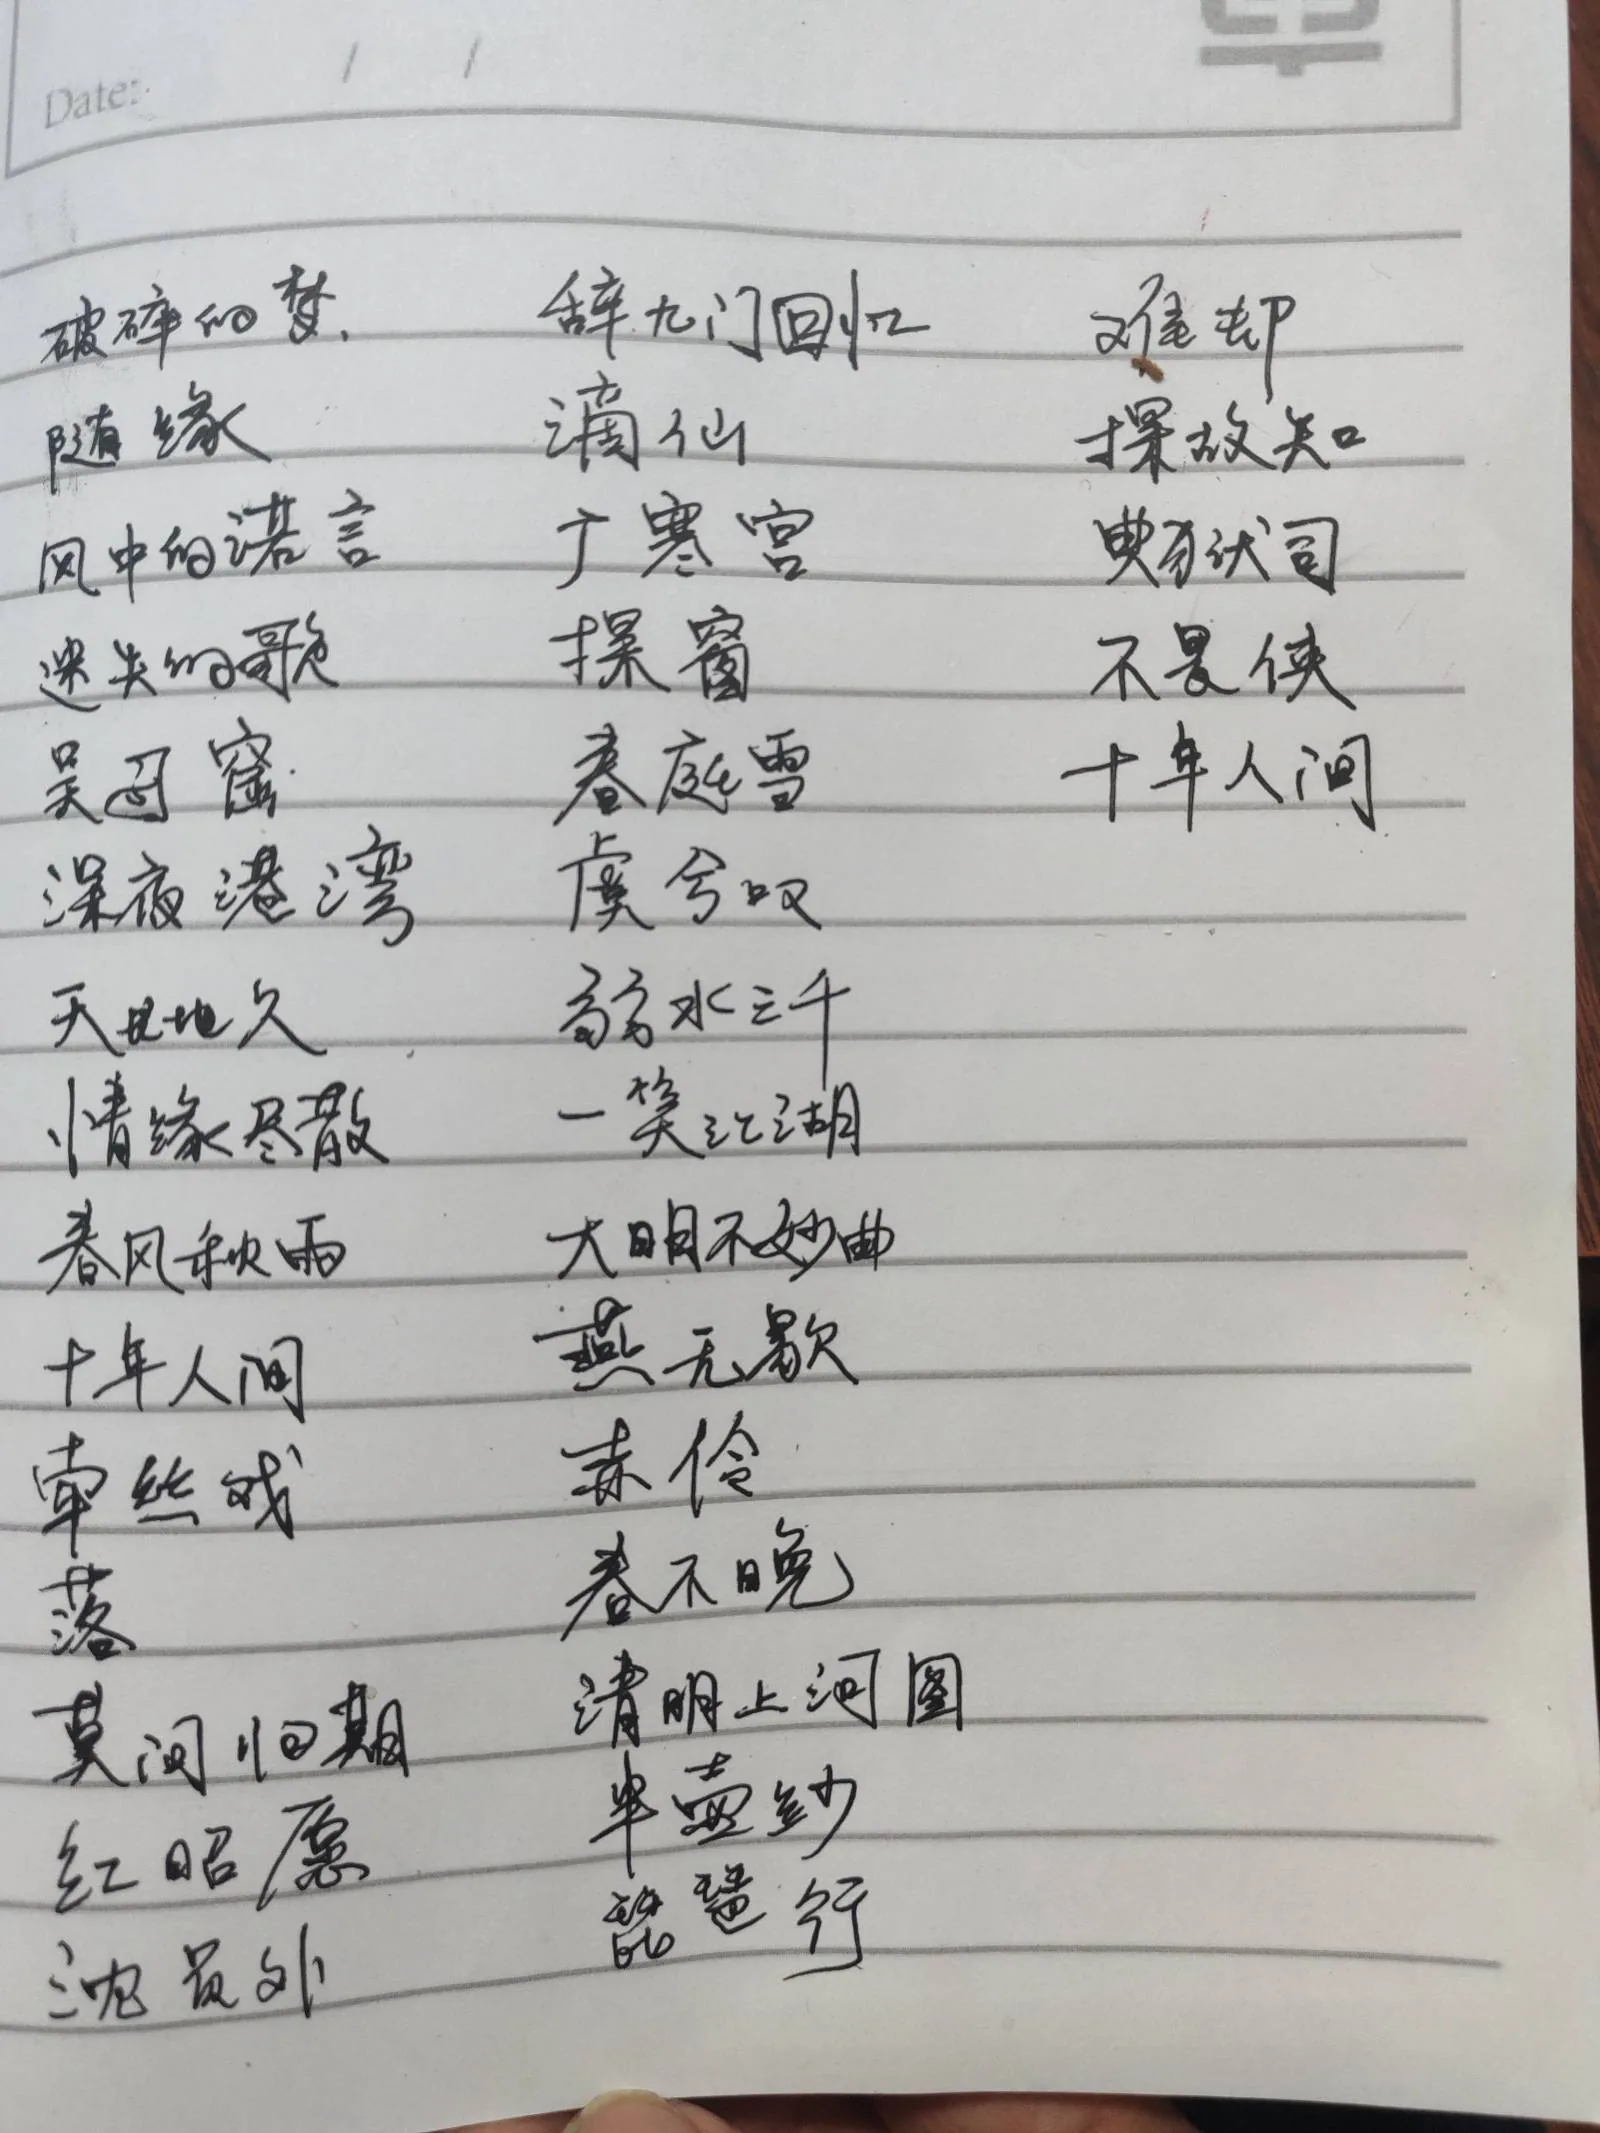 Date: / /
破碎的梦.
随缘
风中的诺言
迷失的歌
吴哥窟
深夜港湾
天地久
情缘尽散
春风秋雨
十年人间
牵丝戏
落
莫问归期
红昭愿
沈园外
辞九门回忆
谪仙
广寒宫
探窗
春庭雪
虞兮叹
弱水三千
一笑江湖
大明不妙曲
燕无歇
赤伶
春不晚
清明上河图
半壶纱
琵琶行
难却
探故知
典狱司
不是侠
十年人间